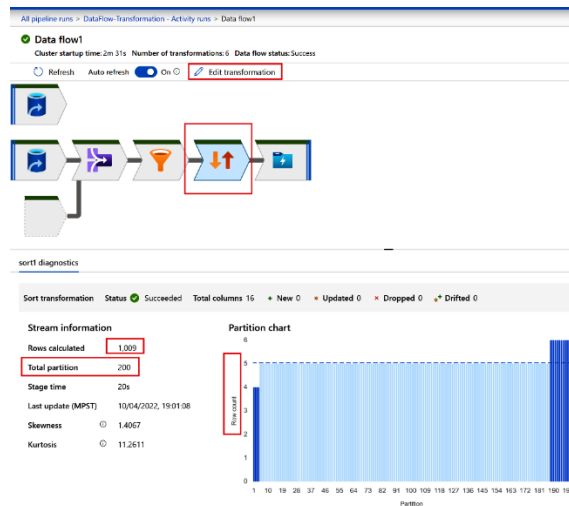 All pipeline runs > DataFlow-Transformation - Activity runs > Data flow1
Data flow1
Cluster startup time: 2m 31s Number of transformations: 6 Data flow status: Success
Refresh Auto refresh On Edit transformation
sort1 diagnostics
Sort transformation Status Succeeded Total columns 16 + New 0 * Updated 0 × Dropped 0 Drifted 0
Stream information
Rows calculated 1,009
Total partition 200
Stage time 20s
Last update (MPST) 10/04/2022, 19:01:08
Skewness 1.4067
Kurtosis 11.2611
Partition chart
Row count
6
5
4
3
2
1
0
1 10 19 28 37 46 55 64 73 82 91 100 109 118 127 136 145 154 163 172 181 190 19
Partition